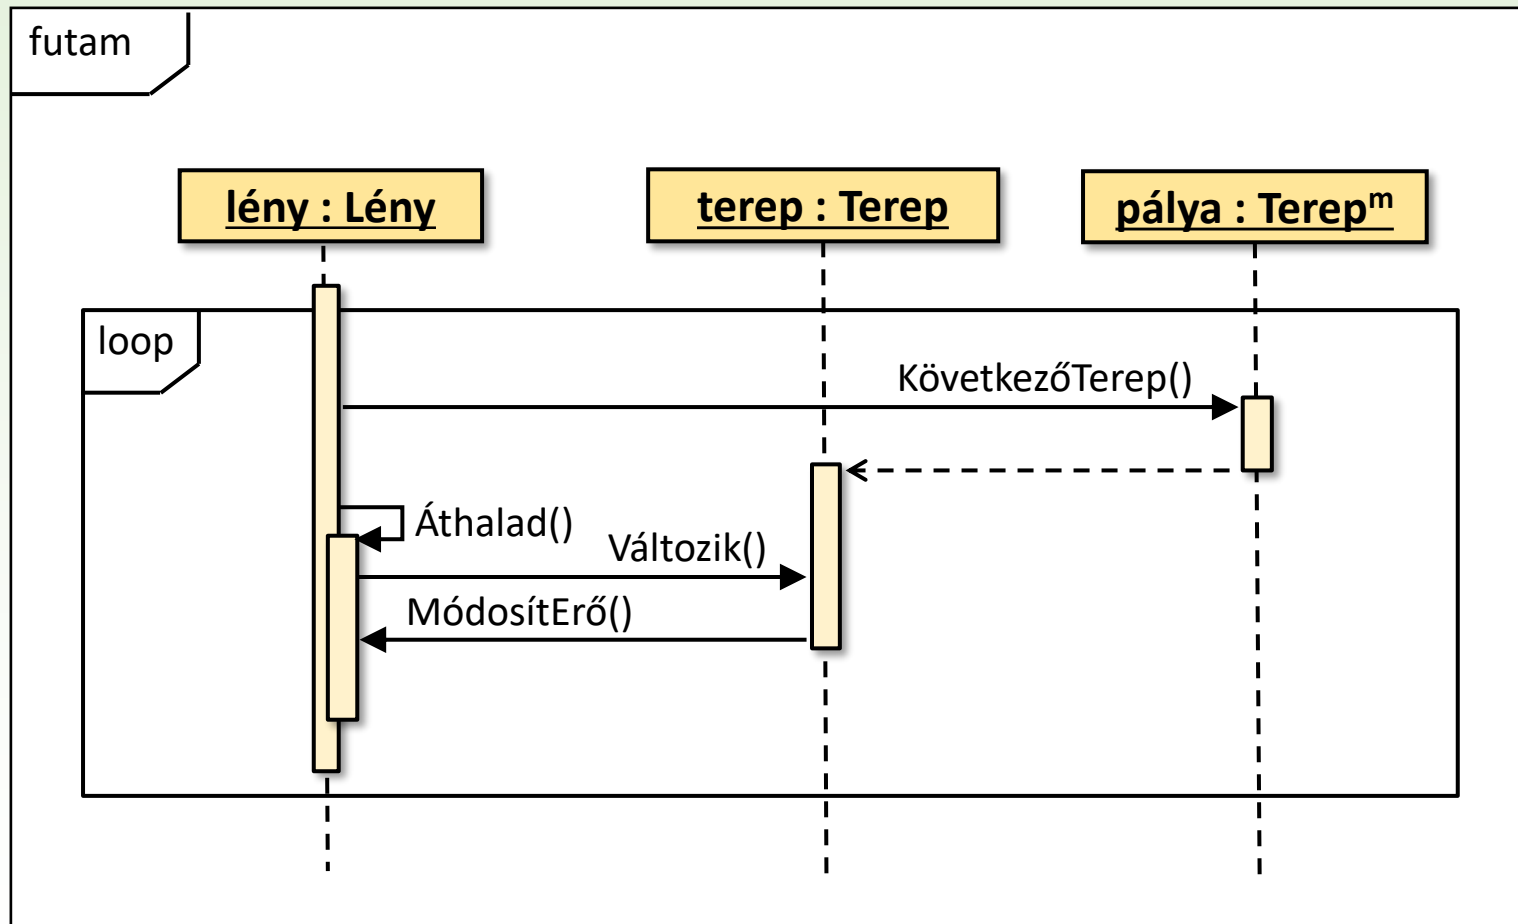 futam
lény : Lény
terep : Terep
pálya : Terepᵐ
loop
KövetkezőTerep()
Áthalad()
Változik()
MódosítErő()